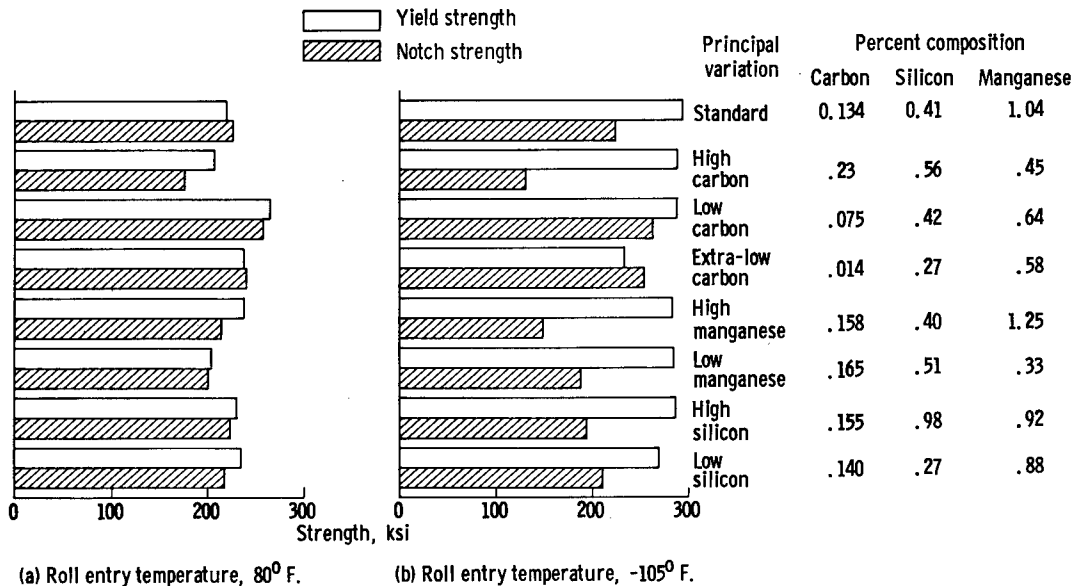 Yield strength
Notch strength
Principal variation
Percent composition
Carbon Silicon Manganese
Standard 0.134 0.41 1.04
High carbon .23 .56 .45
Low carbon .075 .42 .64
Extra-low carbon .014 .27 .58
High manganese .158 .40 1.25
Low manganese .165 .51 .33
High silicon .155 .98 .92
Low silicon .140 .27 .88
0 100 200 300
0 100 200 300
Strength, ksi
(a) Roll entry temperature, 80⁰ F.
(b) Roll entry temperature, -105⁰ F.